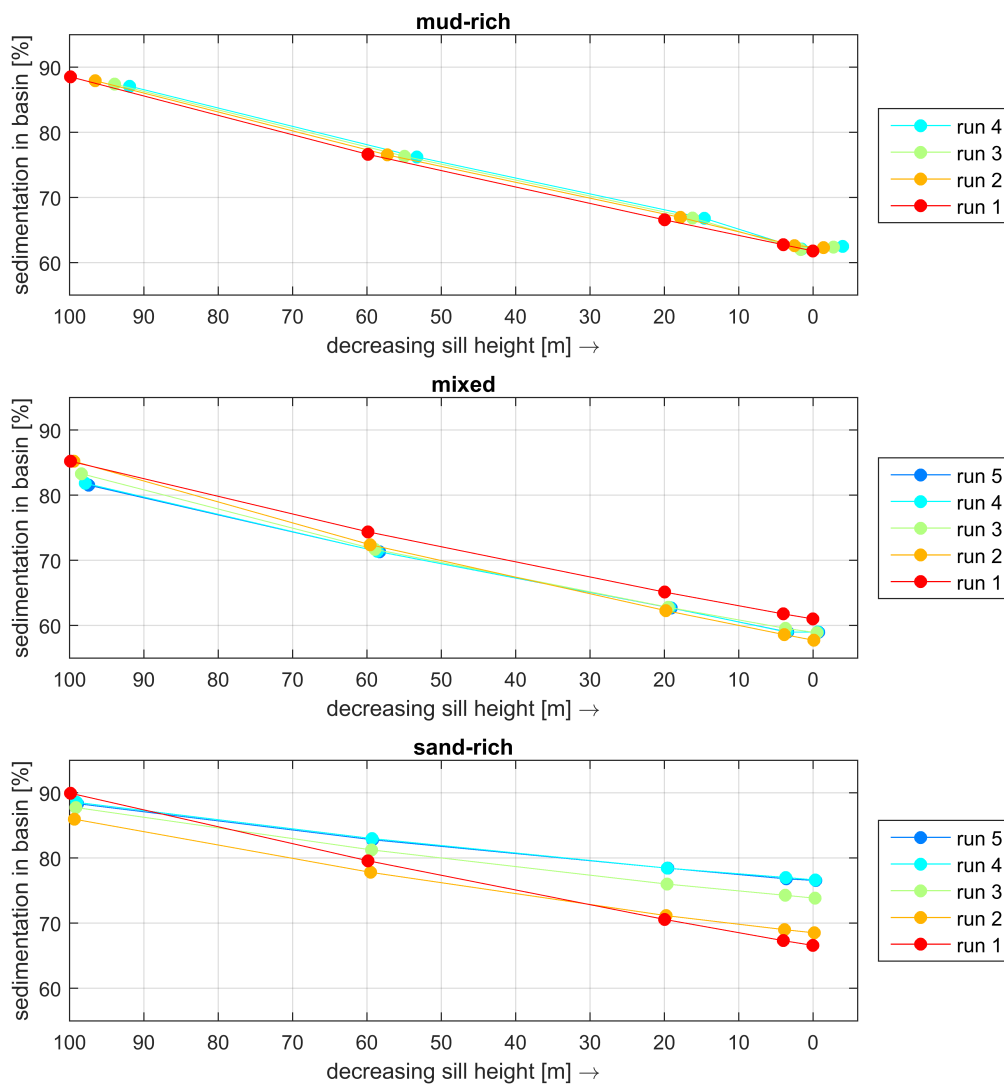 mud-rich
sedimentation in basin [%]
90
80
70
60
100 90 80 70 60 50 40 30 20 10 0
decreasing sill height [m] →
run 4
run 3
run 2
run 1
mixed
sedimentation in basin [%]
90
80
70
60
100 90 80 70 60 50 40 30 20 10 0
decreasing sill height [m] →
run 5
run 4
run 3
run 2
run 1
sand-rich
sedimentation in basin [%]
90
80
70
60
100 90 80 70 60 50 40 30 20 10 0
decreasing sill height [m] →
run 5
run 4
run 3
run 2
run 1